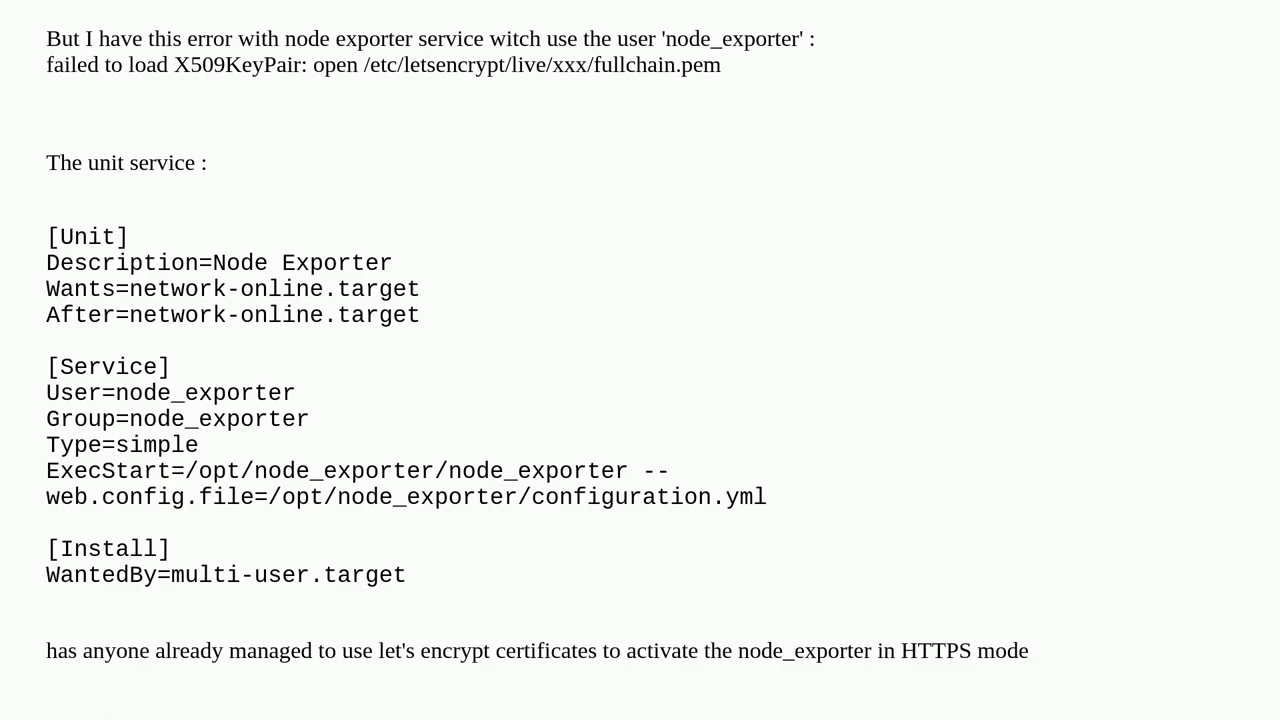 But I have this error with node exporter service witch use the user 'node_exporter' :
failed to load X509KeyPair: open /etc/letsencrypt/live/xxx/fullchain.pem
The unit service :
[Unit]
Description=Node Exporter
Wants=network-online.target
After=network-online.target
[Service]
User=node_exporter
Group=node_exporter
Type=simple
ExecStart=/opt/node_exporter/node_exporter --
web.config.file=/opt/node_exporter/configuration.yml
[Install]
WantedBy=multi-user.target
has anyone already managed to use let's encrypt certificates to activate the node_exporter in HTTPS mode